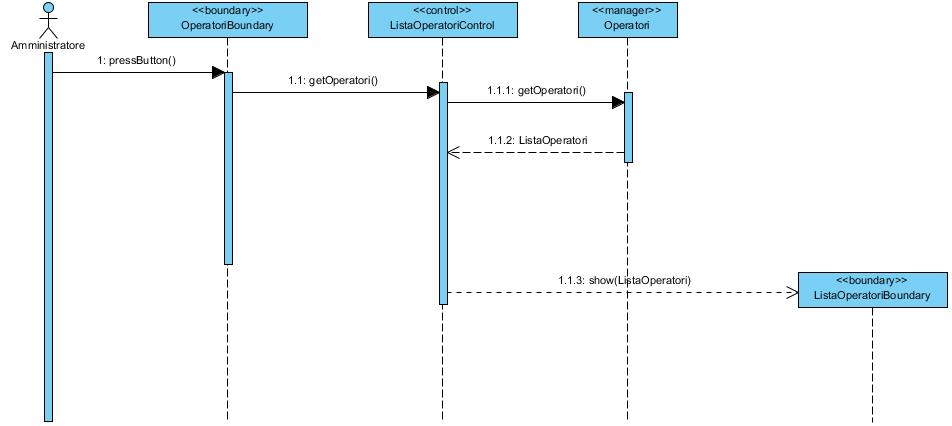 <<boundary>>
OperatoriBoundary
<<control>>
ListaOperatoriControl
<<manager>>
Operatori
Amministratore
1: pressButton()
1.1: getOperatori()
1.1.1: getOperatori()
1.1.2: ListaOperatori
1.1.3: show(ListaOperatori)
<<boundary>>
ListaOperatoriBoundary